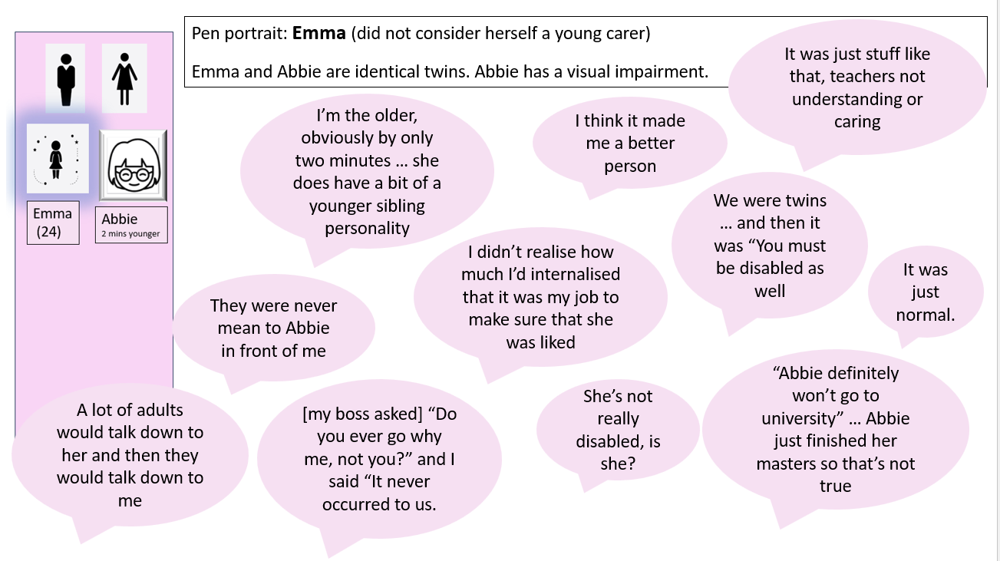 Pen portrait: Emma (did not consider herself a young carer)
Emma and Abbie are identical twins. Abbie has a visual impairment.
It was just stuff like
that, teachers not
understanding or
caring
I’m the older,
obviously by only
two minutes … she
does have a bit of a
younger sibling
personality
I think it made
me a better
person
We were twins
… and then it
was “You must
be disabled as
well
Emma
(24)
Abbie
2 mins younger
I didn’t realise how
much I’d internalised
that it was my job to
make sure that she
was liked
It was
just
normal.
They were never
mean to Abbie
in front of me
A lot of adults
would talk down to
her and then they
would talk down to
me
[my boss asked] “Do
you ever go why
me, not you?” and I
said “It never
occurred to us.
She’s not
really
disabled, is
she?
“Abbie definitely
won’t go to
university” … Abbie
just finished her
masters so that’s not
true